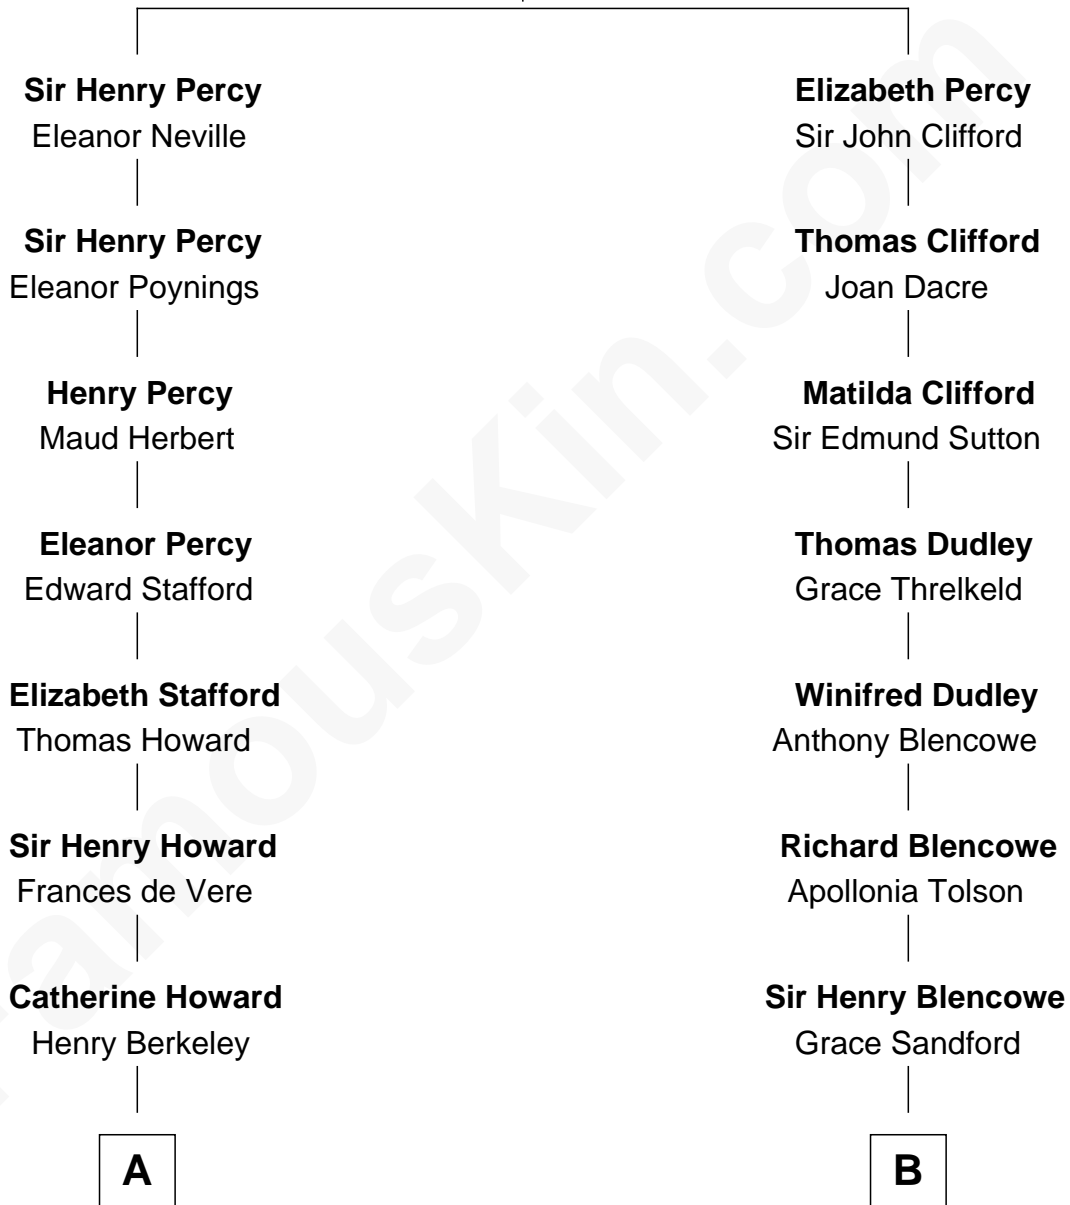 Sir Henry Percy
Eleanor Neville
Sir Henry Percy
Eleanor Poynings
Henry Percy
Maud Herbert
Eleanor Percy
Edward Stafford
Elizabeth Stafford
Thomas Howard
Sir Henry Howard
Frances de Vere
Catherine Howard
Henry Berkeley
A
Elizabeth Percy
Sir John Clifford
Thomas Clifford
Joan Dacre
Matilda Clifford
Sir Edmund Sutton
Thomas Dudley
Grace Threlkeld
Winifred Dudley
Anthony Blencowe
Richard Blencowe
Apollonia Tolson
Sir Henry Blencowe
Grace Sandford
B
FamousKin.com